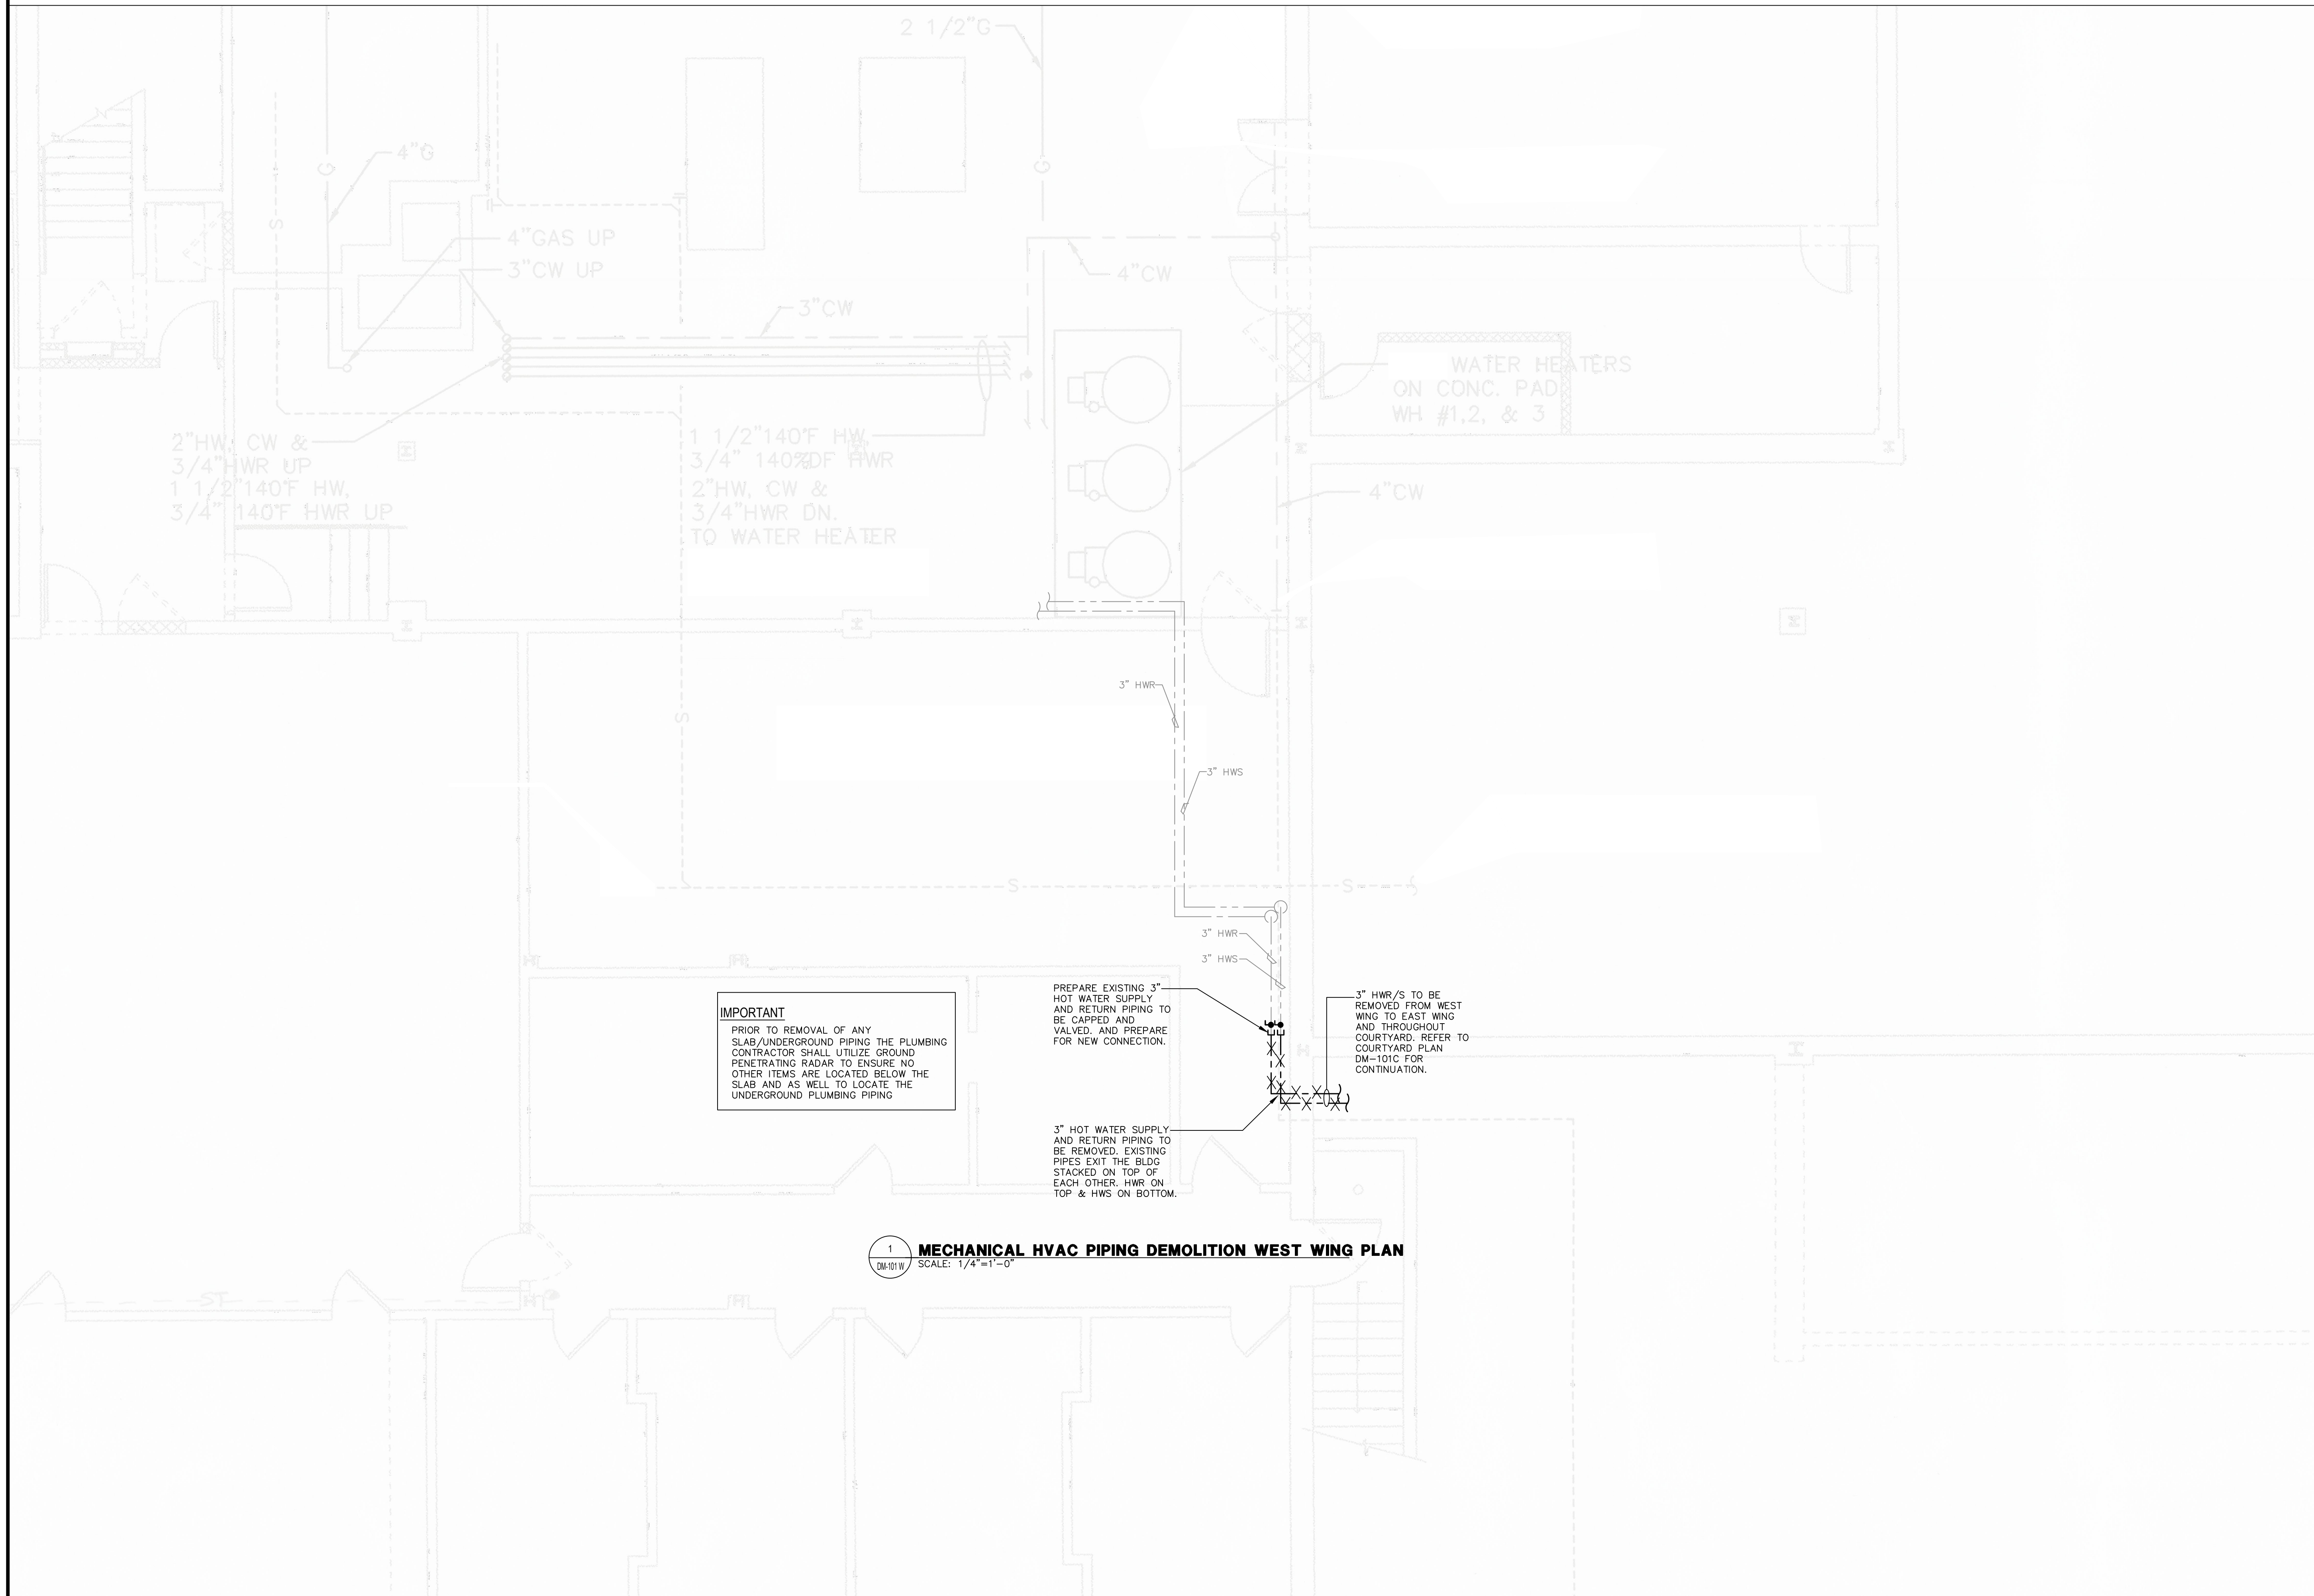 2 1/2"G
G
G
4"G
S
4"GAS UP
3"CW UP
4"CW
3"CW
WATER HEATERS
ON CONC. PAD
WH #1,2, & 3
2"HW, CW &
3/4"HWR UP
1 1/2"140°F HW,
3/4" 140°F HWR UP
1 1/2"140°F HW,
3/4" 140%DF HWR
2"HW, CW &
3/4"HWR DN.
TO WATER HEATER
4"CW
3" HWR
S
3" HWS
S
S
3" HWR
3" HWS
PREPARE EXISTING 3"
HOT WATER SUPPLY
AND RETURN PIPING TO
BE CAPPED AND
VALVED. AND PREPARE
FOR NEW CONNECTION.
3" HWR/S TO BE
REMOVED FROM WEST
WING TO EAST WING
AND THROUGHOUT
COURTYARD. REFER TO
COURTYARD PLAN
DM-101C FOR
CONTINUATION.
IMPORTANT
PRIOR TO REMOVAL OF ANY
SLAB/UNDERGROUND PIPING THE PLUMBING
CONTRACTOR SHALL UTILIZE GROUND
PENETRATING RADAR TO ENSURE NO
OTHER ITEMS ARE LOCATED BELOW THE
SLAB AND AS WELL TO LOCATE THE
UNDERGROUND PLUMBING PIPING
3" HOT WATER SUPPLY
AND RETURN PIPING TO
BE REMOVED. EXISTING
PIPES EXIT THE BLDG
STACKED ON TOP OF
EACH OTHER. HWR ON
TOP & HWS ON BOTTOM.
1
DM-101 W
MECHANICAL HVAC PIPING DEMOLITION WEST WING PLAN
SCALE: 1/4"=1'-0"
ST